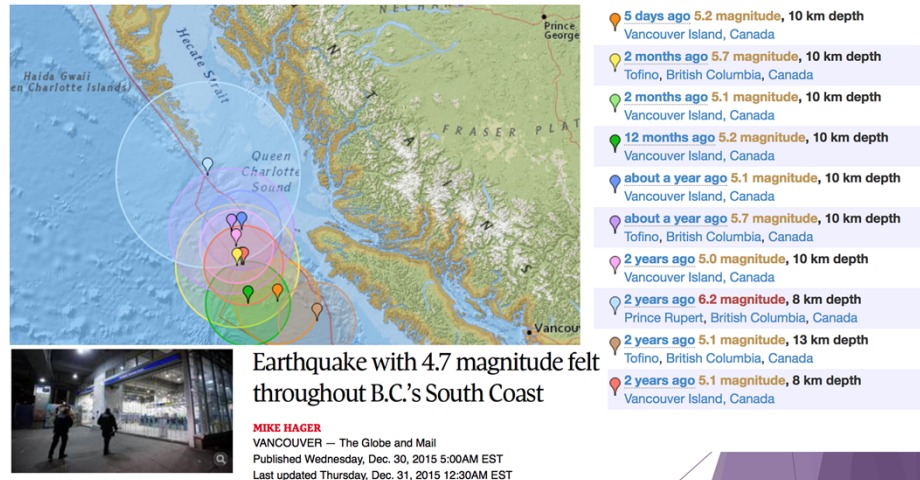 NECHAKO
Prince
George
Hecate Strait
Haida Gwaii
en Charlotte Islands)
FRASER PLAT
Queen
Charlotte
Sound
Vancouv
5 days ago 5.2 magnitude, 10 km depth
Vancouver Island, Canada
2 months ago 5.7 magnitude, 10 km depth
Tofino, British Columbia, Canada
2 months ago 5.1 magnitude, 10 km depth
Vancouver Island, Canada
12 months ago 5.2 magnitude, 10 km depth
Vancouver Island, Canada
about a year ago 5.1 magnitude, 10 km depth
Vancouver Island, Canada
about a year ago 5.7 magnitude, 10 km depth
Tofino, British Columbia, Canada
2 years ago 5.0 magnitude, 10 km depth
Vancouver Island, Canada
2 years ago 6.2 magnitude, 8 km depth
Prince Rupert, British Columbia, Canada
2 years ago 5.1 magnitude, 13 km depth
Tofino, British Columbia, Canada
2 years ago 5.1 magnitude, 8 km depth
Vancouver Island, Canada
Earthquake with 4.7 magnitude felt
throughout B.C.'s South Coast
MIKE HAGER
VANCOUVER — The Globe and Mail
Published Wednesday, Dec. 30, 2015 5:00AM EST
Last updated Thursday, Dec. 31, 2015 12:30AM EST